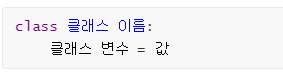 class 클래스 이름:
    클래스 변수 = 값